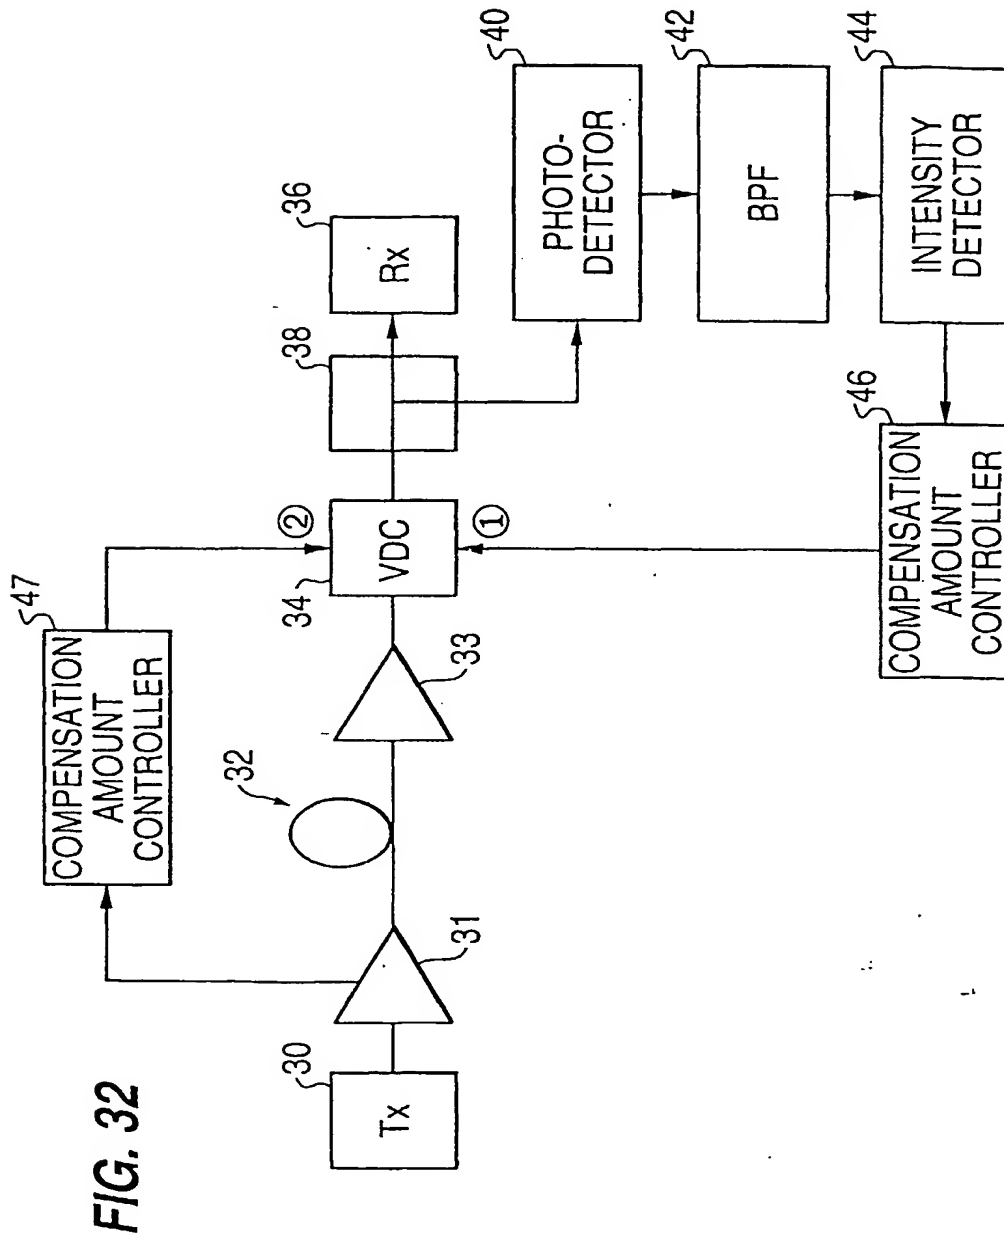 FIG. 32
47
COMPENSATION
AMOUNT
CONTROLLER
30
Tx
31
32
33
34
VDC
②
①
38
36
Rx
40
PHOTO-
DETECTOR
42
BPF
44
INTENSITY
DETECTOR
46
COMPENSATION
AMOUNT
CONTROLLER